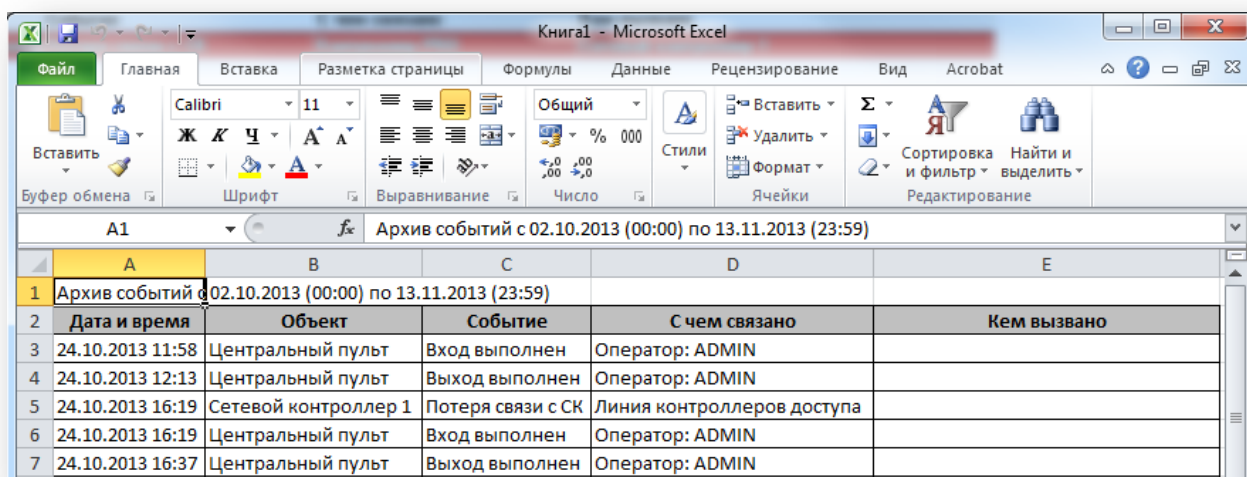 Книга1 - Microsoft Excel
Файл Главная Вставка Разметка страницы Формулы Данные Рецензирование Вид Acrobat
Вставить
Буфер обмена
Calibri 11
Ж К Ч
Шрифт
Выравнивание
Общий
% 000
Число
Стили
Вставить
Удалить
Формат
Ячейки
Σ
Сортировка и фильтр
Найти и выделить
Редактирование
A1 fx Архив событий с 02.10.2013 (00:00) по 13.11.2013 (23:59)
A B C D E
1 Архив событий с 02.10.2013 (00:00) по 13.11.2013 (23:59)
2 Дата и время Объект Событие С чем связано Кем вызвано
3 24.10.2013 11:58 Центральный пульт Вход выполнен Оператор: ADMIN
4 24.10.2013 12:13 Центральный пульт Выход выполнен Оператор: ADMIN
5 24.10.2013 16:19 Сетевой контроллер 1 Потеря связи с СК Линия контроллеров доступа
6 24.10.2013 16:19 Центральный пульт Вход выполнен Оператор: ADMIN
7 24.10.2013 16:37 Центральный пульт Выход выполнен Оператор: ADMIN